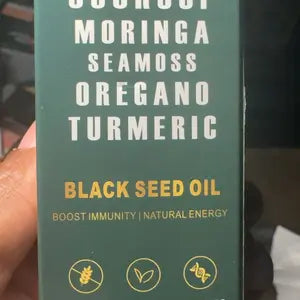 MORINGA
SEAMOSS
OREGANO
TURMERIC
BLACK SEED OIL
BOOST IMMUNITY | NATURAL ENERGY